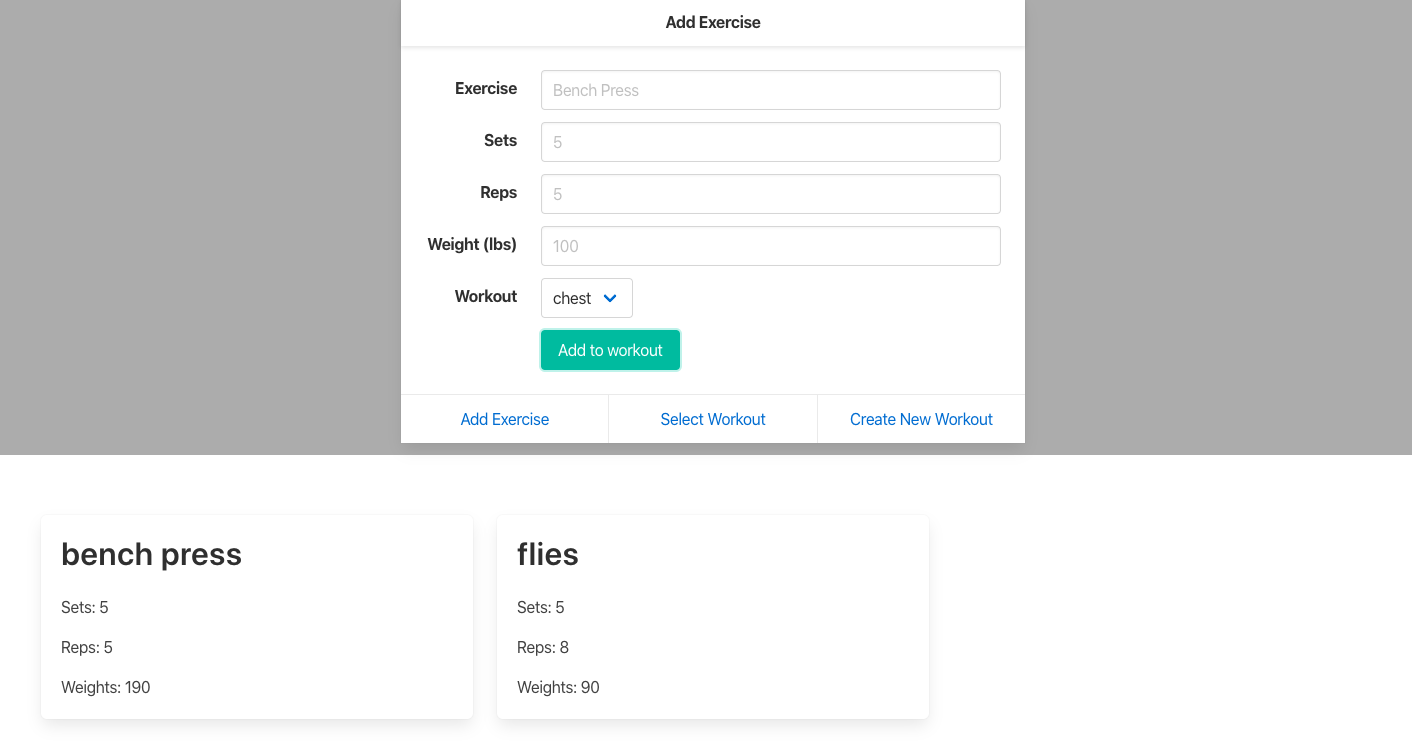 Add Exercise
Exercise
Bench Press
Sets
5
Reps
5
Weight (lbs)
100
Workout
chest
Add to workout
Add Exercise
Select Workout
Create New Workout
bench press
Sets: 5
Reps: 5
Weights: 190
flies
Sets: 5
Reps: 8
Weights: 90